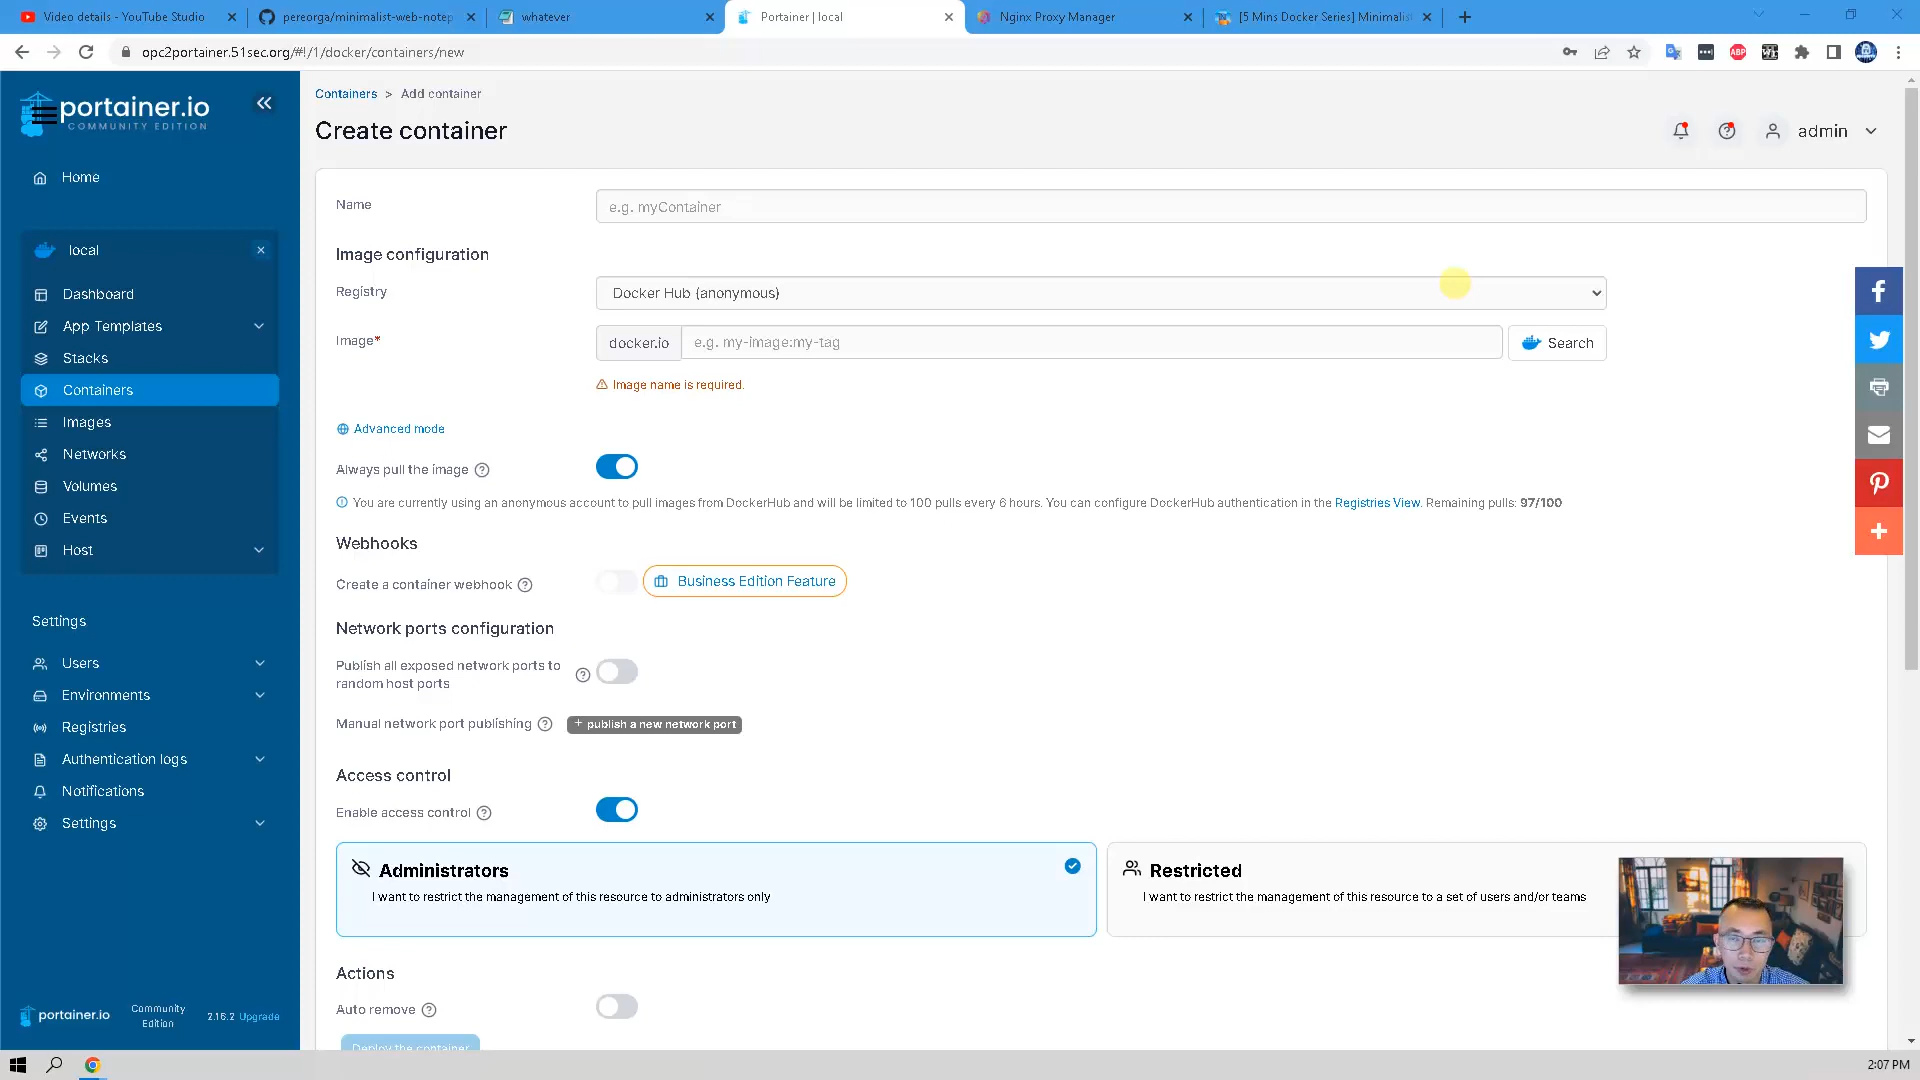 Video details - YouTube Studio
pereorga/minimalist-web-notep
whatever
Portainer | local
Nginx Proxy Manager
[5 Mins Docker Series] Minimalis
opc2portainer.51sec.org/#!/1/docker/containers/new
ABP
portainer.io
COMMUNITY EDITION
Home
local
Dashboard
App Templates
Stacks
Containers
Images
Networks
Volumes
Events
Host
Settings
Users
Environments
Registries
Authentication logs
Notifications
Settings
portainer.io
Community
Edition
2.16.2 Upgrade
Containers > Add container
Create container
admin
Name
e.g. myContainer
Image configuration
Registry
Docker Hub (anonymous)
Image*
docker.io
e.g. my-image:my-tag
Search
Image name is required.
Advanced mode
Always pull the image
You are currently using an anonymous account to pull images from DockerHub and will be limited to 100 pulls every 6 hours. You can configure DockerHub authentication in the Registries View. Remaining pulls: 97/100
Webhooks
Create a container webhook
Business Edition Feature
Network ports configuration
Publish all exposed network ports to
random host ports
Manual network port publishing
+ publish a new network port
Access control
Enable access control
Administrators
I want to restrict the management of this resource to administrators only
Restricted
I want to restrict the management of this resource to a set of users and/or teams
Actions
Auto remove
Deploy the container
2:07 PM